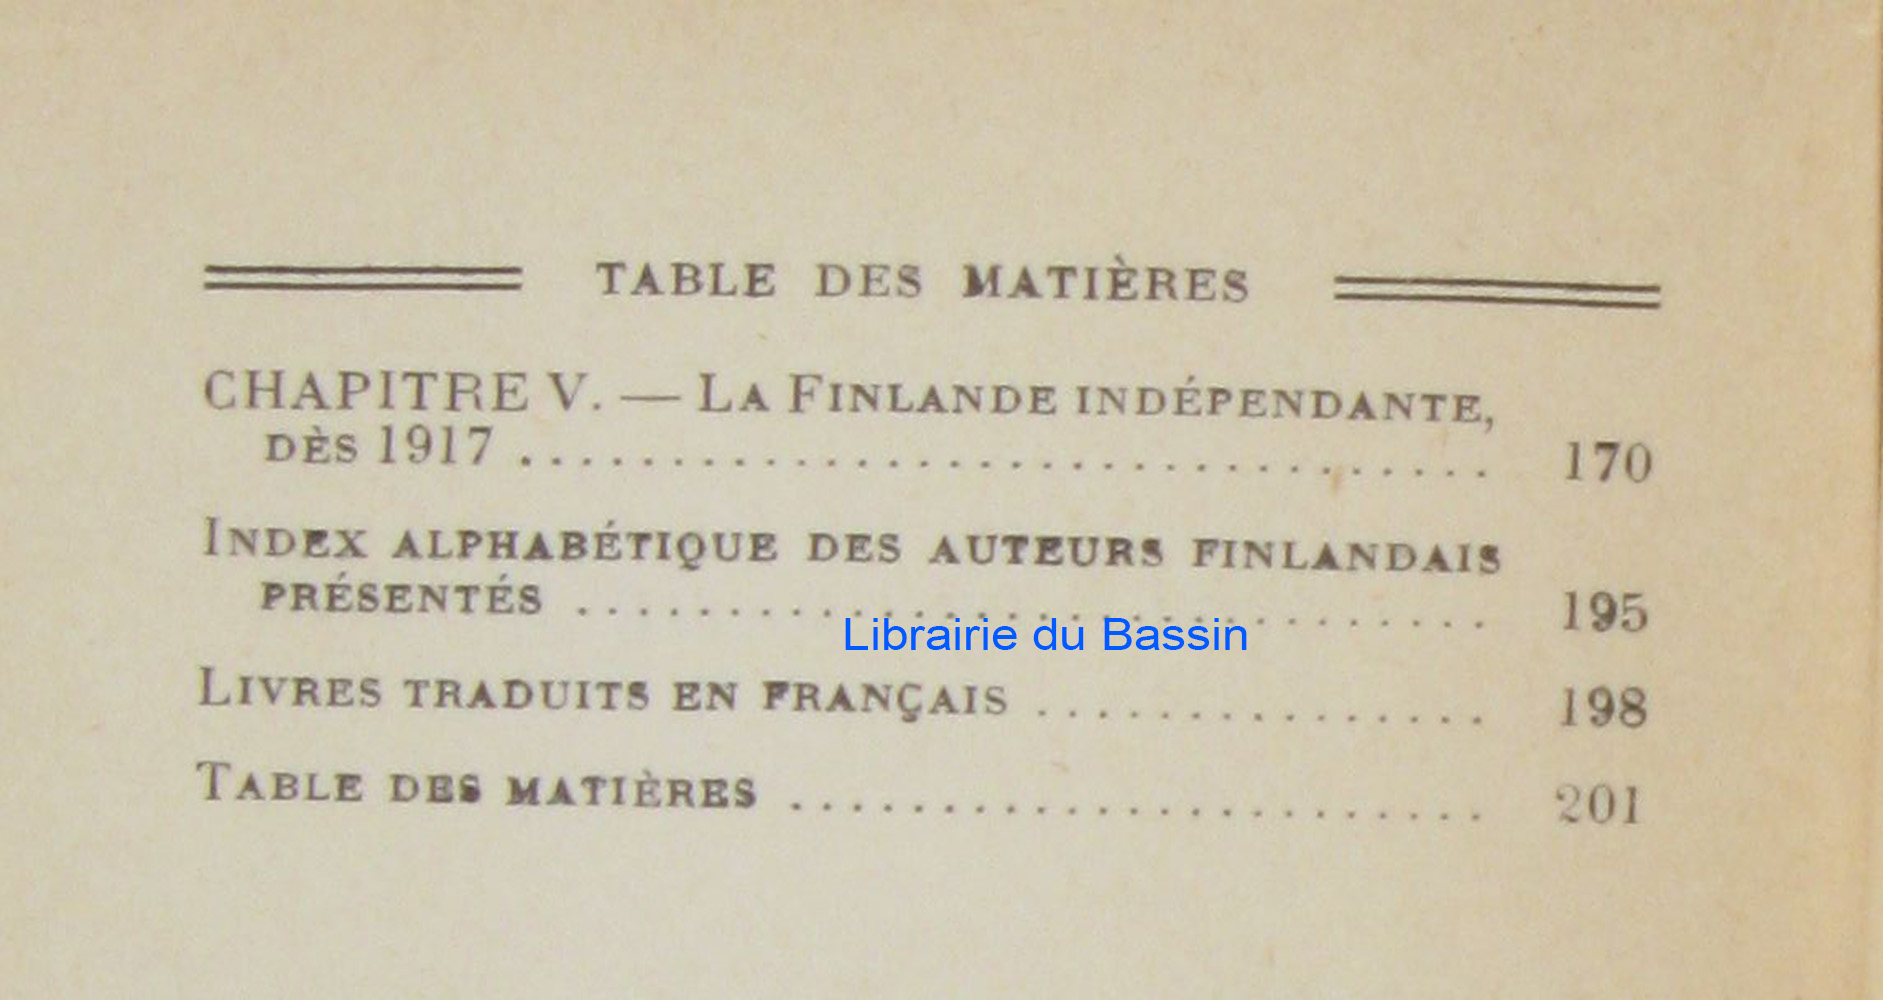 TABLE DES MATIÈRES
CHAPITRE V. — LA FINLANDE INDÉPENDANTE,
DÈS 1917 ................................ 170
INDEX ALPHABÉTIQUE DES AUTEURS FINLANDAIS
PRÉSENTÉS .............................. 195
Librairie du Bassin
LIVRES TRADUITS EN FRANÇAIS ............... 198
TABLE DES MATIÈRES ....................... 201